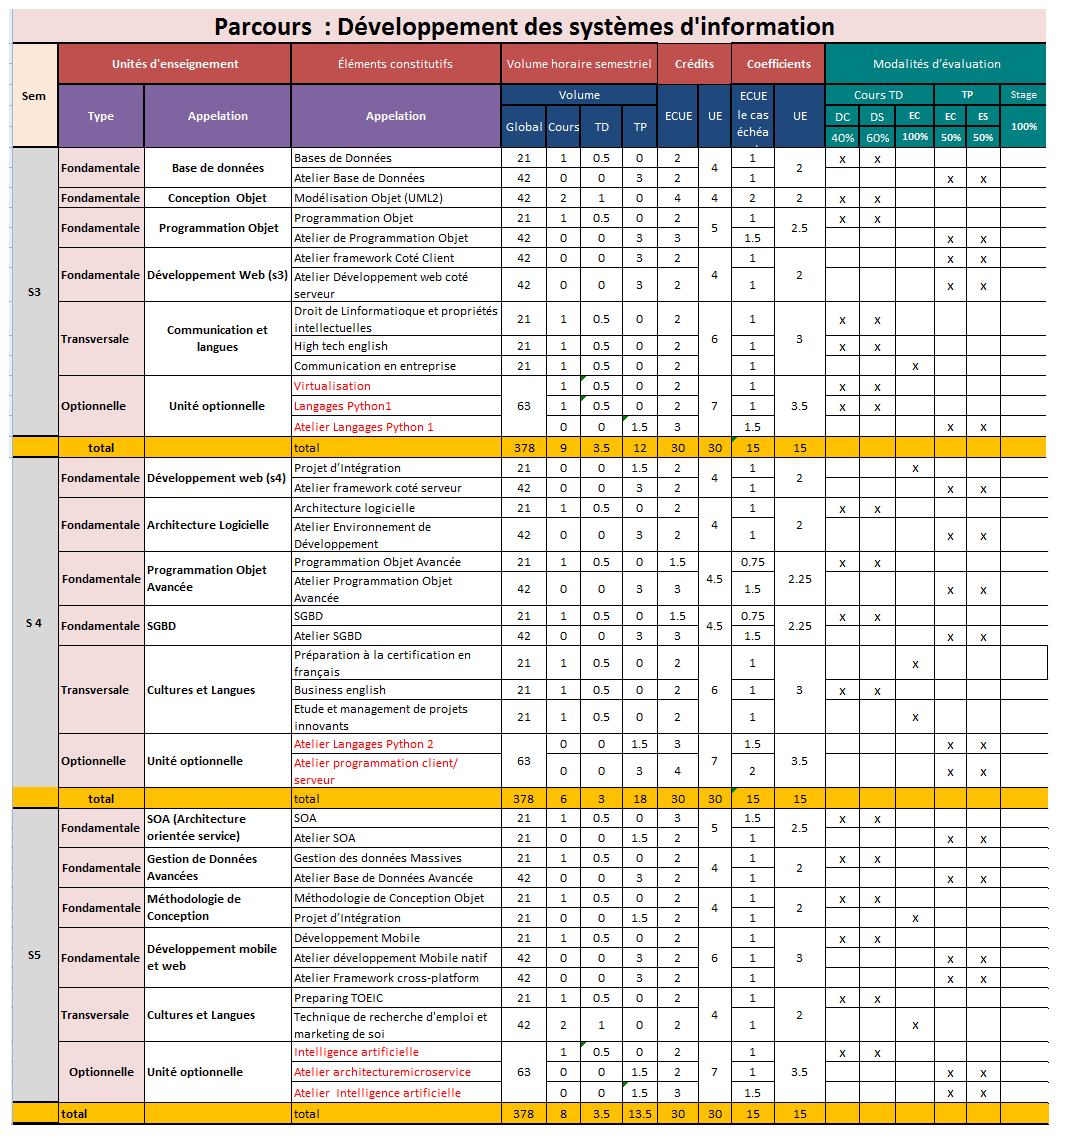 Parcours : Développement des systèmes d'information
Sem
Unités d'enseignement
Éléments constitutifs
Volume horaire semestriel
Crédits
Coefficients
Modalités d'évaluation
Type
Appelation
Appelation
Volume
ECUE
UE
ECUE
le cas
échéa
UE
Cours TD
TP
Stage
Global Cours TD TP
DC DS EC EC ES
100%
40% 60% 100% 50% 50%
S3
Fondamentale Base de données
Bases de Données 21 1 0.5 0 2 4 1 2 x x
Atelier Base de Données 42 0 0 3 2 1 x x
Fondamentale Conception Objet Modélisation Objet (UML2) 42 2 1 0 4 4 2 2 x x
Fondamentale Programmation Objet
Programmation Objet 21 1 0.5 0 2 5 1 2.5 x x
Atelier de Programmation Objet 42 0 0 3 3 1.5 x x
Fondamentale Développement Web (s3)
Atelier framework Coté Client 42 0 0 3 2 4 1 2 x x
Atelier Développement web coté
serveur 42 0 0 3 2 1 x x
Transversale Communication et
langues
Droit de Linformatioque et propriétés
intellectuelles 21 1 0.5 0 2 6 1 3 x x
High tech english 21 1 0.5 0 2 1 x x
Communication en entreprise 21 1 0.5 0 2 1 x
Optionnelle Unité optionnelle
Virtualisation 63 1 0.5 0 2 7 1 3.5 x x
Langages Python1 1 0.5 0 2 1 x x
Atelier Langages Python 1 0 0 1.5 3 1.5 x x
total total 378 9 3.5 12 30 30 15 15
S 4
Fondamentale Développement web (s4)
Projet d’Intégration 21 0 0 1.5 2 4 1 2 x
Atelier framework coté serveur 42 0 0 3 2 1 x x
Fondamentale Architecture Logicielle
Architecture logicielle 21 1 0.5 0 2 4 1 2 x x
Atelier Environnement de
Développement 42 0 0 3 2 1 x x
Fondamentale Programmation Objet
Avancée
Programmation Objet Avancée 21 1 0.5 0 1.5 4.5 0.75 2.25 x x
Atelier Programmation Objet
Avancée 42 0 0 3 3 1.5 x x
Fondamentale SGBD
SGBD 21 1 0.5 0 1.5 4.5 0.75 2.25 x x
Atelier SGBD 42 0 0 3 3 1.5 x x
Transversale Cultures et Langues
Préparation à la certification en
français 21 1 0.5 0 2 6 1 3 x
Business english 21 1 0.5 0 2 1 x x
Etude et management de projets
innovants 21 1 0.5 0 2 1 x
Optionnelle Unité optionnelle
Atelier Langages Python 2 63 0 0 1.5 3 7 1.5 3.5 x x
Atelier programmation client/
serveur 0 0 3 4 2 x x
total total 378 6 3 18 30 30 15 15
S5
Fondamentale SOA (Architecture
orientée service)
SOA 21 1 0.5 0 3 5 1.5 2.5 x x
Atelier SOA 21 0 0 1.5 2 1 x x
Fondamentale Gestion de Données
Avancées
Gestion des données Massives 21 1 0.5 0 2 4 1 2 x x
Atelier Base de Données Avancée 42 0 0 3 2 1 x x
Fondamentale Méthodologie de
Conception
Méthodologie de Conception Objet 21 1 0.5 0 2 4 1 2 x x
Projet d’Intégration 21 0 0 1.5 2 1 x
Fondamentale Développement mobile
et web
Développement Mobile 21 1 0.5 0 2 6 1 3 x x
Atelier développement Mobile natif 42 0 0 3 2 1 x x
Atelier Framework cross-platform 42 0 0 3 2 1 x x
Transversale Cultures et Langues
Preparing TOEIC 21 1 0.5 0 2 4 1 2 x x
Technique de recherche d'emploi et
marketing de soi 42 2 1 0 2 1 x
Optionnelle Unité optionnelle
Intelligence artificielle 63 1 0.5 0 2 7 1 3.5 x x
Atelier architecturemicroservice 0 0 1.5 2 1 x x
Atelier Intelligence artificielle 0 0 1.5 3 1.5 x x
total total 378 8 3.5 13.5 30 30 15 15